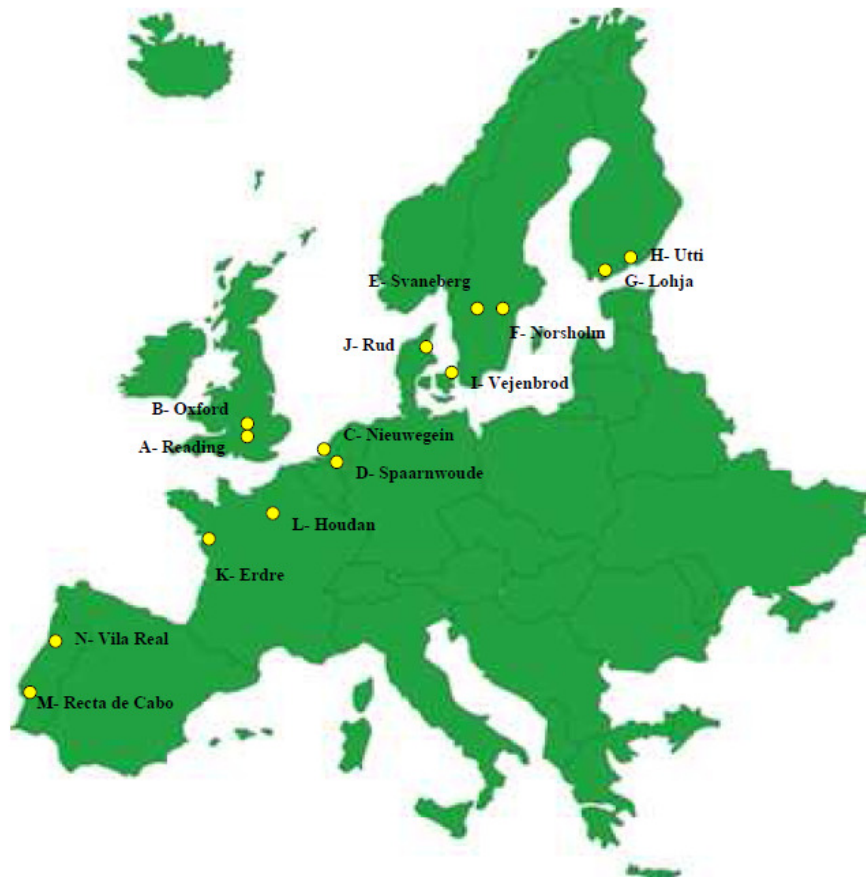 H- Utti
E- Svaneberg
G- Lohja
F- Norsholm
J- Rud
I- Vejenbrod
B- Oxford
C- Nieuwegein
A- Reading
D- Spaarnwoude
L- Houdan
K- Erdre
N- Vila Real
M- Recta de Cabo